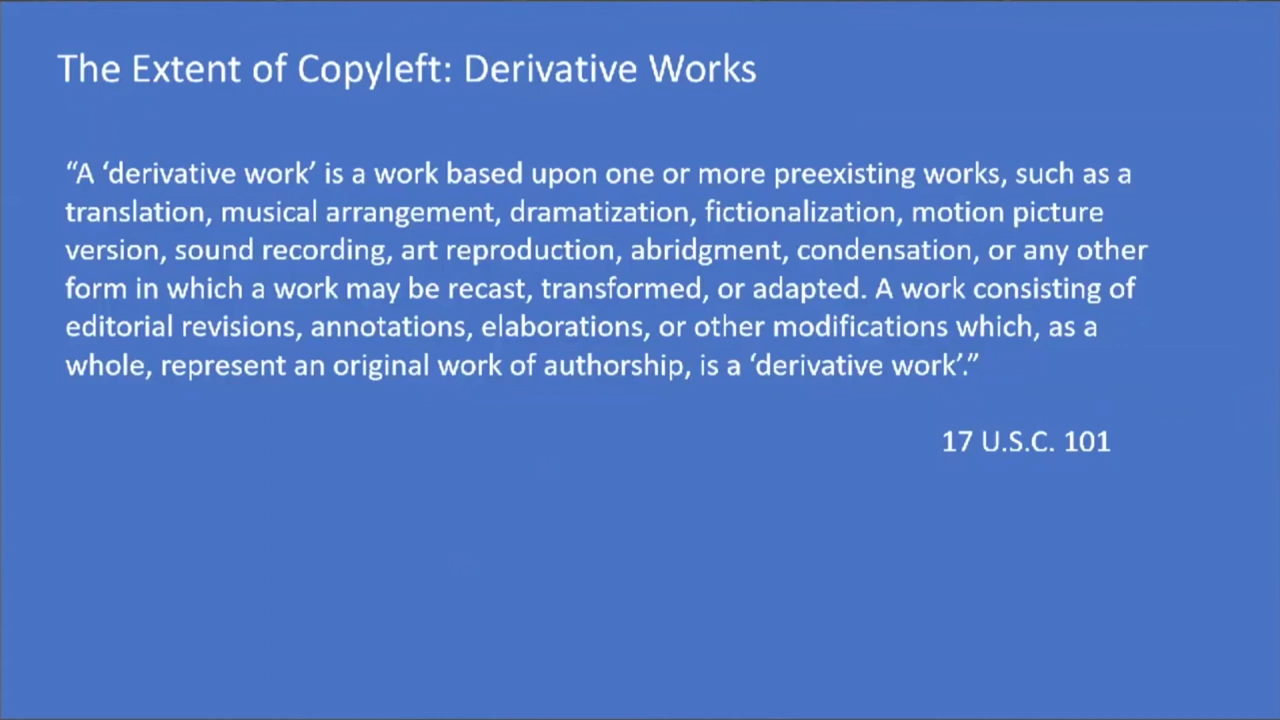 The Extent of Copyleft: Derivative Works
“A ‘derivative work’ is a work based upon one or more preexisting works, such as a
translation, musical arrangement, dramatization, fictionalization, motion picture
version, sound recording, art reproduction, abridgment, condensation, or any other
form in which a work may be recast, transformed, or adapted. A work consisting of
editorial revisions, annotations, elaborations, or other modifications which, as a
whole, represent an original work of authorship, is a ‘derivative work’.”
17 U.S.C. 101